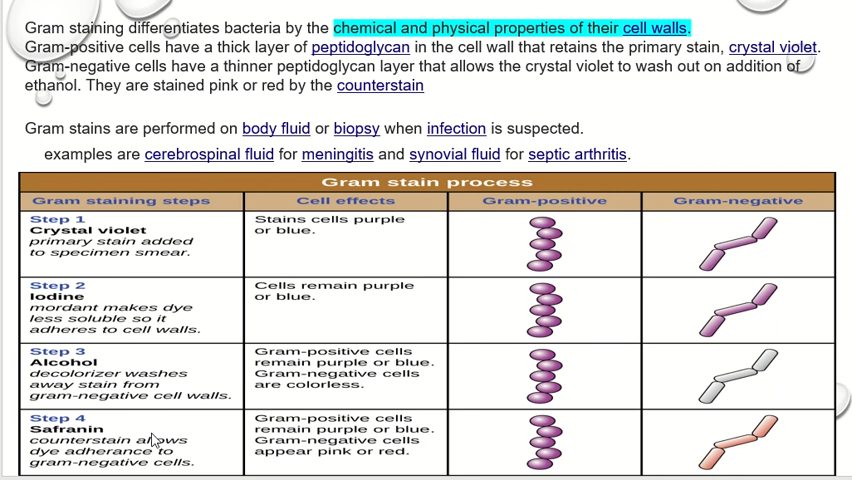 Gram staining differentiates bacteria by the chemical and physical properties of their cell walls.
Gram-positive cells have a thick layer of peptidoglycan in the cell wall that retains the primary stain, crystal violet.
Gram-negative cells have a thinner peptidoglycan layer that allows the crystal violet to wash out on addition of
ethanol. They are stained pink or red by the counterstain
Gram stains are performed on body fluid or biopsy when infection is suspected.
examples are cerebrospinal fluid for meningitis and synovial fluid for septic arthritis.
Gram stain process
Gram staining steps Cell effects Gram-positive Gram-negative
Step 1
Crystal violet
primary stain added
to specimen smear.
Stains cells purple
or blue.
Step 2
Iodine
mordant makes dye
less soluble so it
adheres to cell walls.
Cells remain purple
or blue.
Step 3
Alcohol
decolorizer washes
away stain from
gram-negative cell walls.
Gram-positive cells
remain purple or blue.
Gram-negative cells
are colorless.
Step 4
Safranin
counterstain allows
dye adherance to
gram-negative cells.
Gram-positive cells
remain purple or blue.
Gram-negative cells
appear pink or red.